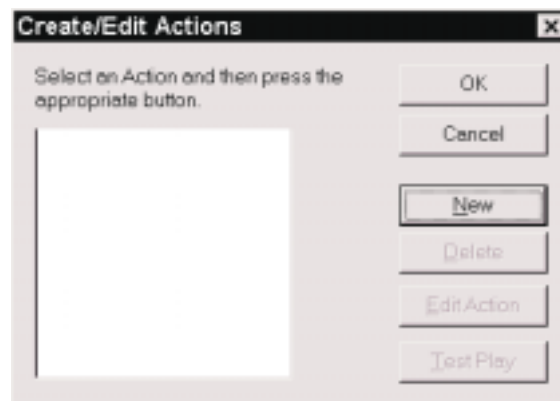 Create/Edit Actions
Select an Action and then press the
appropriate button.
OK
Cancel
New
Delete
Edit Action
Test Play